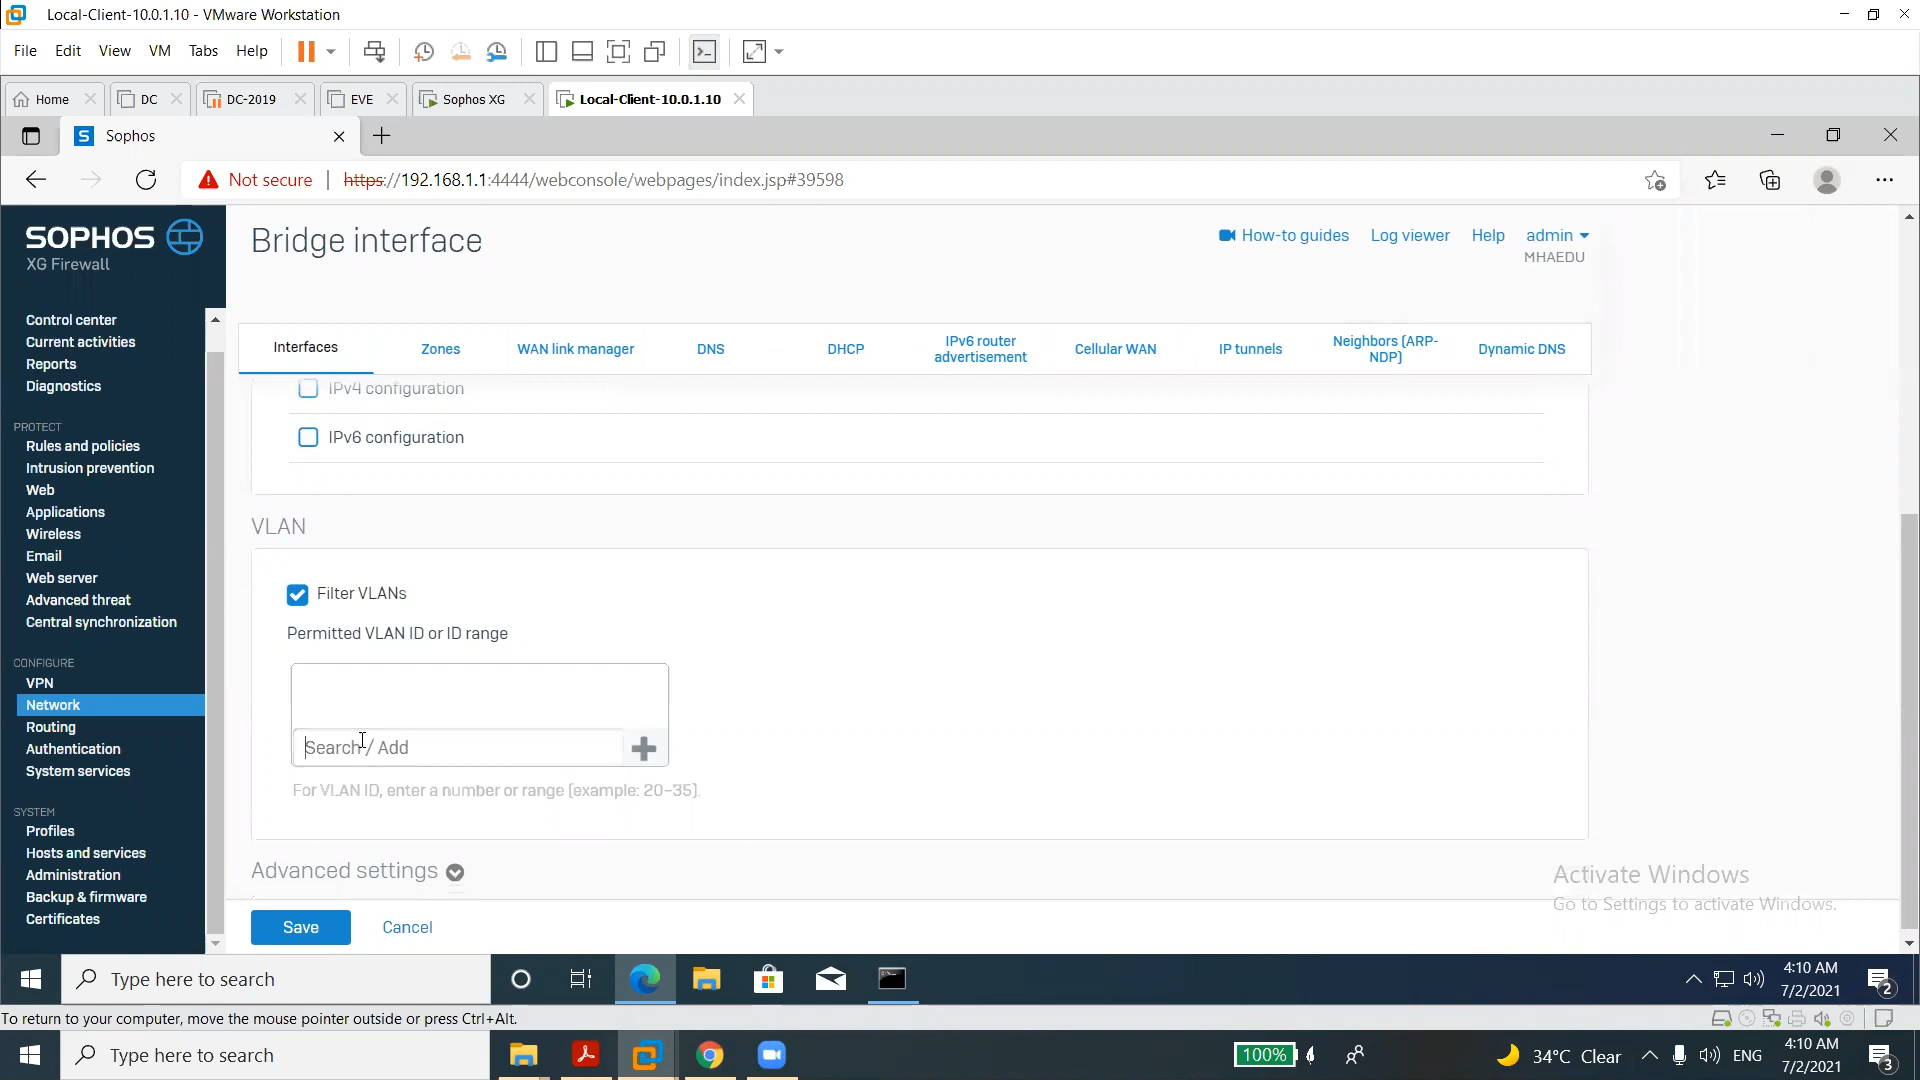 Local-Client-10.0.1.10 - VMware Workstation
File Edit View VM Tabs Help
Home DC DC-2019 EVE Sophos XG Local-Client-10.0.1.10
S Sophos
Not secure https://192.168.1.1:4444/webconsole/webpages/index.jsp#39598
SOPHOS
XG Firewall
Bridge interface
How-to guides Log viewer Help admin
MHAEDU
Control center
Current activities
Reports
Diagnostics
PROTECT
Rules and policies
Intrusion prevention
Web
Applications
Wireless
Email
Web server
Advanced threat
Central synchronization
CONFIGURE
VPN
Network
Routing
Authentication
System services
SYSTEM
Profiles
Hosts and services
Administration
Backup & firmware
Certificates
Interfaces
Zones
WAN link manager
DNS
DHCP
IPv6 router
advertisement
Cellular WAN
IP tunnels
Neighbors (ARP-
NDP)
Dynamic DNS
IPv4 configuration
IPv6 configuration
VLAN
Filter VLANs
Permitted VLAN ID or ID range
Search / Add
For VLAN ID, enter a number or range (example: 20-35).
Advanced settings
Save Cancel
Activate Windows
Go to Settings to activate Windows.
Type here to search
4:10 AM
7/2/2021
2
To return to your computer, move the mouse pointer outside or press Ctrl+Alt.
Type here to search
100%
34°C Clear
ENG
4:10 AM
7/2/2021
3